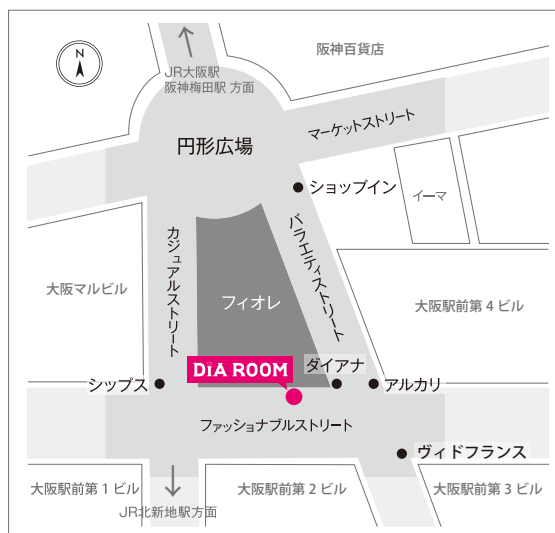 N
阪神百貨店
JR大阪駅
阪神梅田駅 方面
マーケットストリート
円形広場
ショップイン
イーマ
カジュアルストリート
バラエティストリート
大阪マルビル
フィオレ
大阪駅前第4ビル
DiA ROOM
ダイアナ
シップス
アルカリ
ファッショナブルストリート
ヴィドフランス
大阪駅前第1ビル
大阪駅前第2ビル
大阪駅前第3ビル
JR北新地駅方面